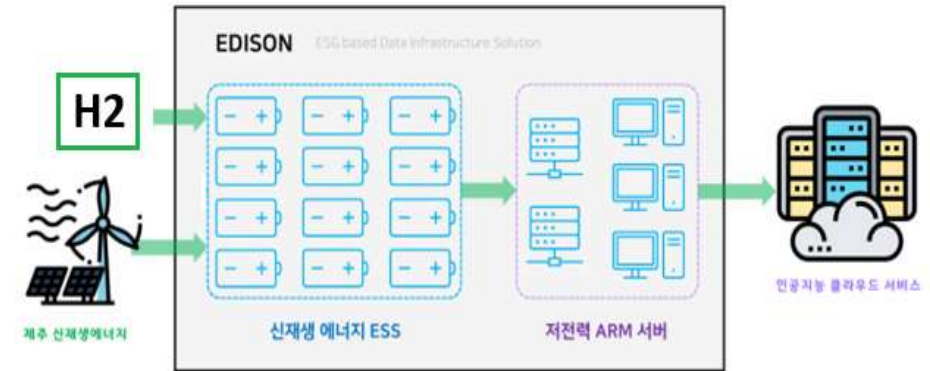 EDISON ESG based Data Infrastructure Solution
H2
제주 신재생에너지
신재생 에너지 ESS
저전력 ARM 서버
인공지능 클라우드 서비스